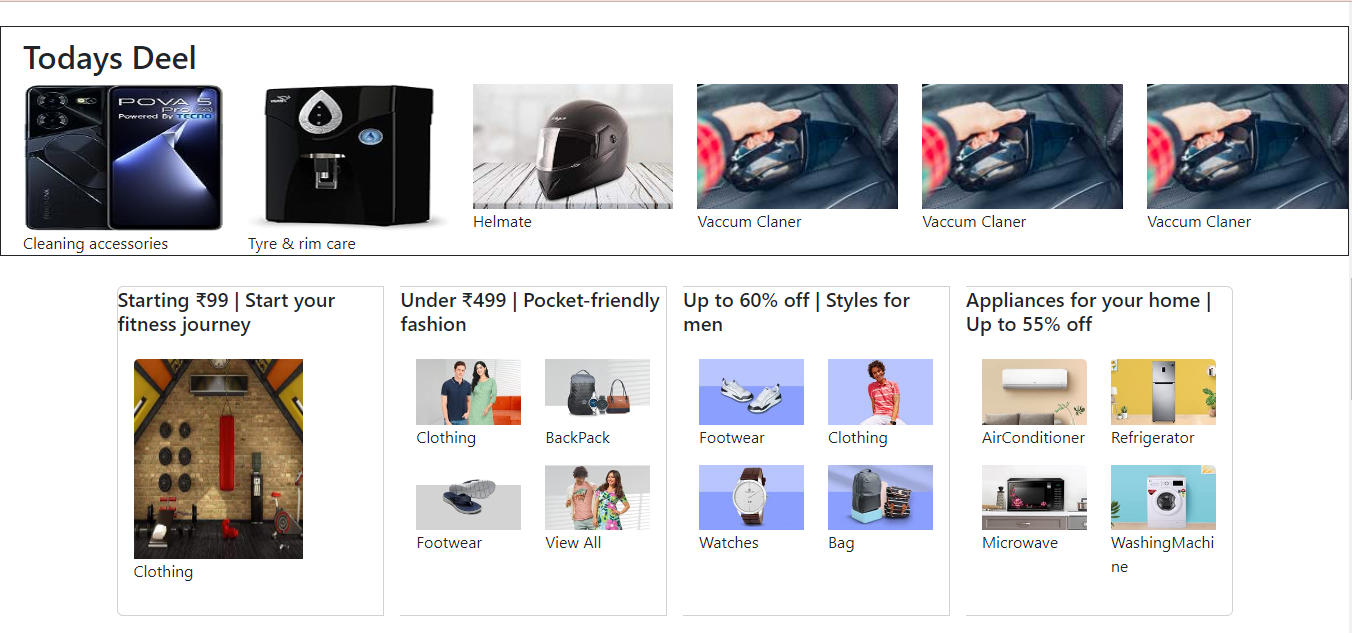 Todays Deel
POVA 5
Pro 5G
Powered By TECNO
Cleaning accessories
Tyre & rim care
Helmate
Vaccum Claner
Vaccum Claner
Vaccum Claner
Starting ₹99 | Start your
fitness journey
Clothing
Under ₹499 | Pocket-friendly
fashion
Clothing
BackPack
Footwear
View All
Up to 60% off | Styles for
men
Footwear
Clothing
Watches
Bag
Appliances for your home |
Up to 55% off
AirConditioner
Refrigerator
Microwave
WashingMachi
ne